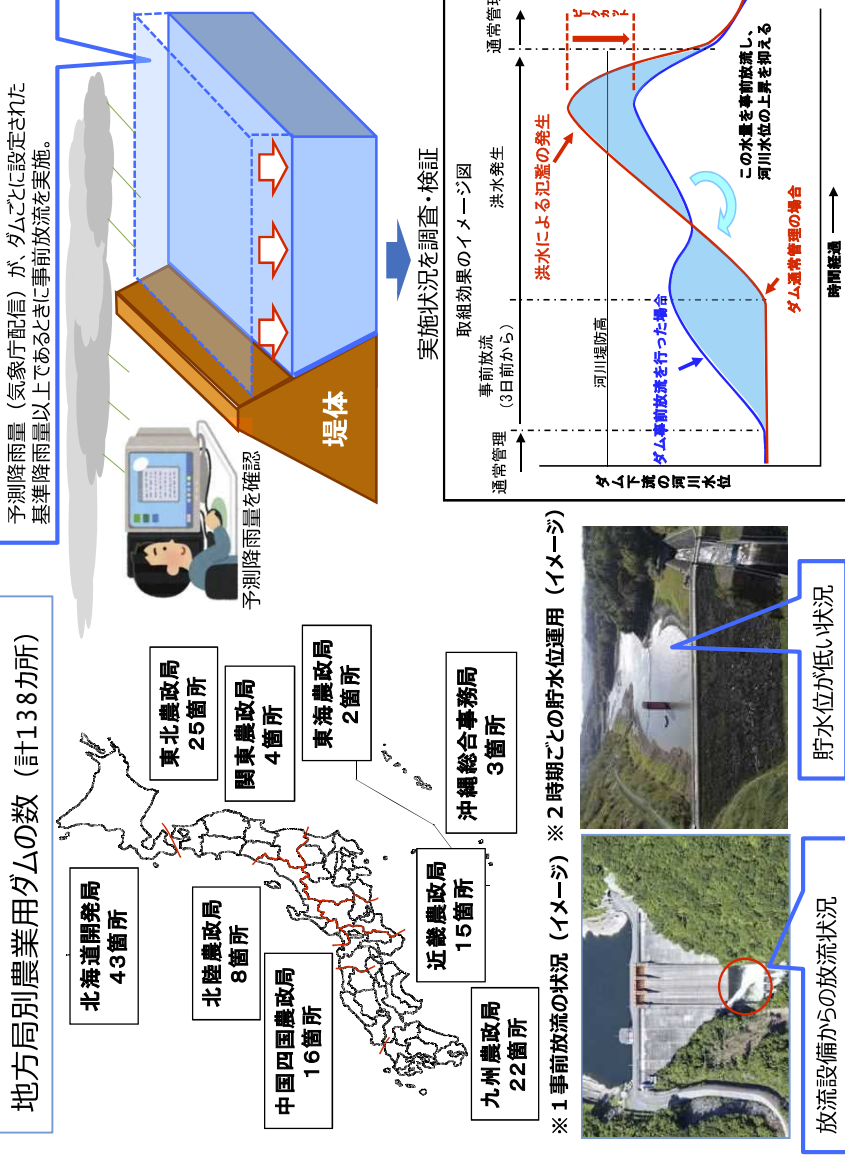 地方局別農業用ダムの数（計138カ所）
北海道開発局
43箇所
東北農政局
25箇所
北陸農政局
8箇所
関東農政局
4箇所
中国四国農政局
16箇所
東海農政局
2箇所
近畿農政局
15箇所
沖縄総合事務局
3箇所
九州農政局
22箇所
※１事前放流の状況（イメージ）
※２時期ごとの貯水位運用（イメージ）
放流設備からの放流状況
貯水位が低い状況
予測降雨量（気象庁配信）が、ダムごとに設定された
基準降雨量以上であるときに事前放流を実施。
予測降雨量を確認
堤体
実施状況を調査・検証
取組効果のイメージ図
通常管理
事前放流
（3日前から）
洪水発生
通常管理
洪水による氾濫の発生
ピークカット
河川堤防高
ダム事前放流を行った場合
この水量を事前放流し、
河川水位の上昇を抑える
ダム通常管理の場合
ダム下流の河川水位
時間経過